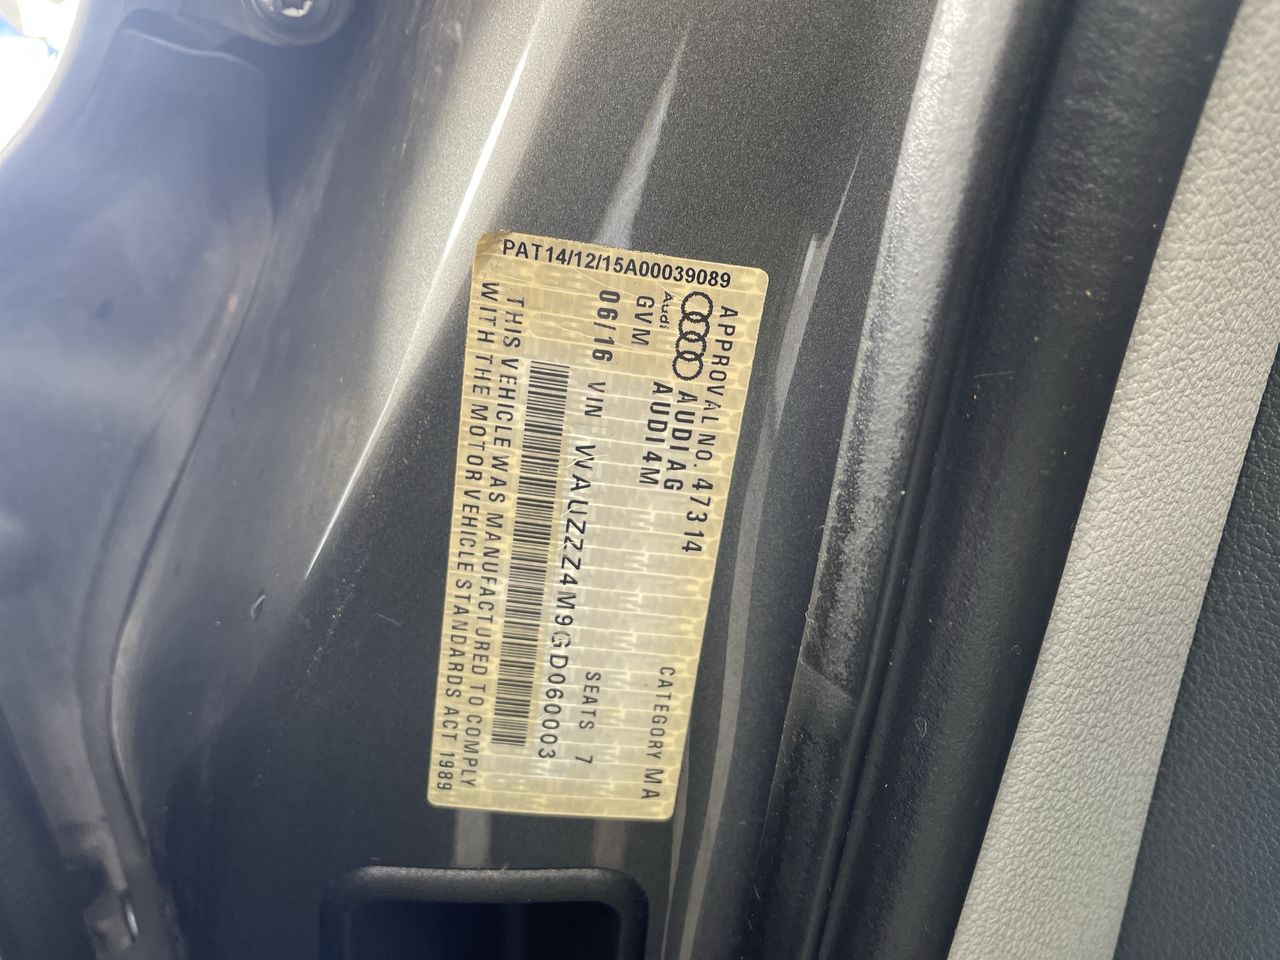 PAT14/12/15A00039089
APPROVAL NO. 47314
Audi AUDI AG
AUDI 4M CATEGORY MA
GVM
06/16 VIN SEATS 7
WAUZZZ4M9GD060003
THIS VEHICLE WAS MANUFACTURED TO COMPLY
WITH THE MOTOR VEHICLE STANDARDS ACT 1989